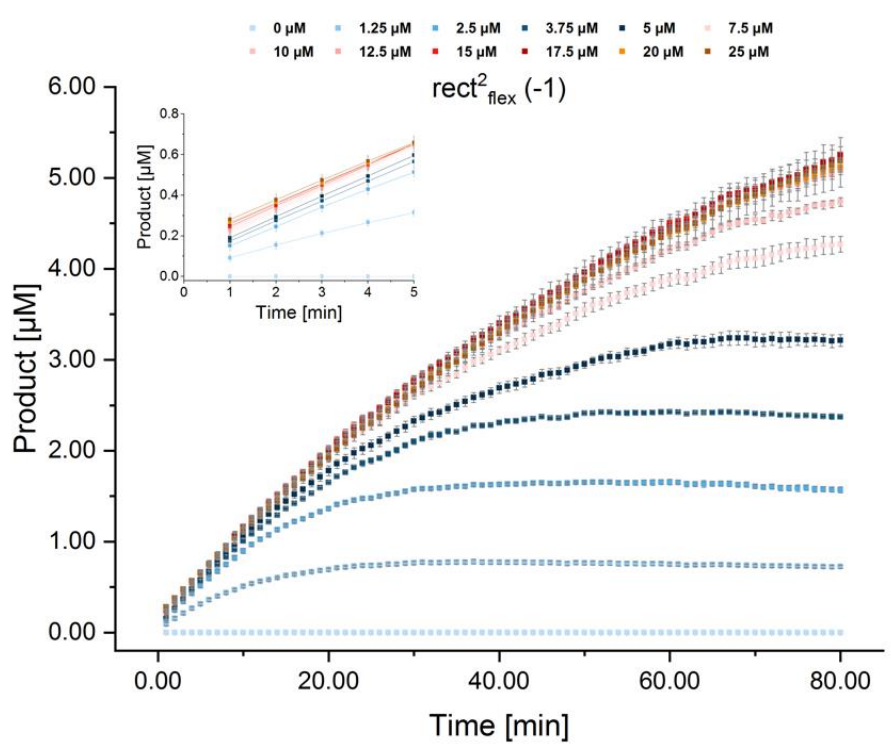 0 µM 1.25 µM 2.5 µM 3.75 µM 5 µM 7.5 µM
10 µM 12.5 µM 15 µM 17.5 µM 20 µM 25 µM
rect²flex (-1)
Product [µM]
6.00
5.00
4.00
3.00
2.00
1.00
0.00
Product [µM]
0.8
0.6
0.4
0.2
0.0
0 1 2 3 4 5
Time [min]
0.00 20.00 40.00 60.00 80.00
Time [min]